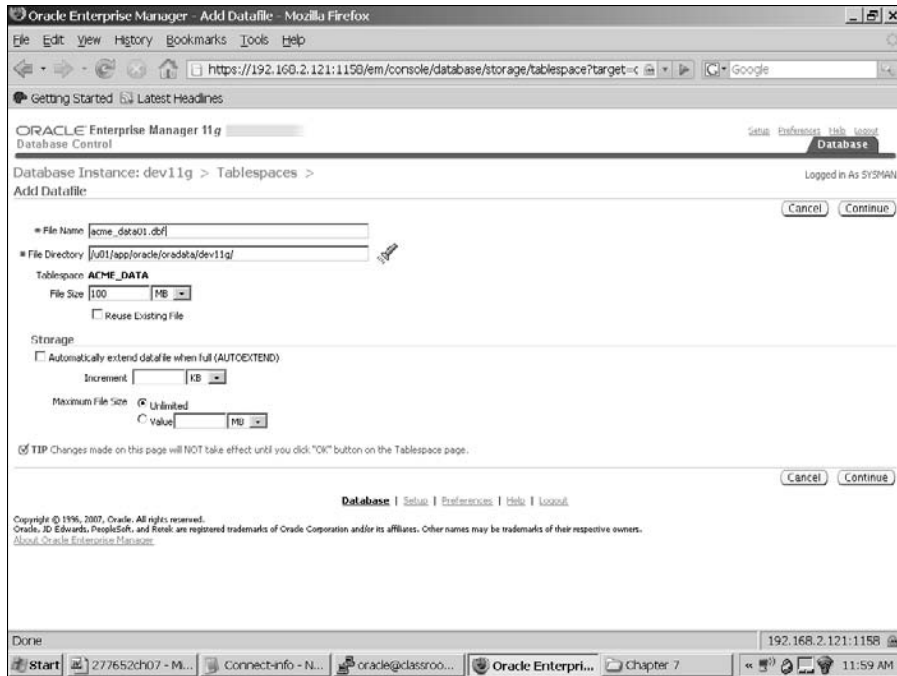 Oracle Enterprise Manager - Add Datafile - Mozilla Firefox
File Edit View History Bookmarks Tools Help
https://192.168.2.121:1158/em/console/database/storage/tablespace?target=c
Google
Getting Started Latest Headlines
ORACLE Enterprise Manager 11g
Database Control
Setup Preferences Help Logout
Database
Database Instance: dev11g > Tablespaces >
Logged in As SYSMAN
Add Datafile
Cancel Continue
* File Name acme_data01.dbf
* File Directory /u01/app/oracle/oradata/dev11g/
Tablespace ACME_DATA
File Size 100 MB
Reuse Existing File
Storage
Automatically extend datafile when full (AUTOEXTEND)
Increment KB
Maximum File Size Unlimited
Value MB
TIP Changes made on this page will NOT take effect until you click "OK" button on the Tablespace page.
Cancel Continue
Database | Setup | Preferences | Help | Logout
Copyright © 1996, 2007, Oracle. All rights reserved.
Oracle, JD Edwards, PeopleSoft, and Retek are registered trademarks of Oracle Corporation and/or its affiliates. Other names may be trademarks of their respective owners.
About Oracle Enterprise Manager
Done
192.168.2.121:1158
Start 277652ch07 - M... Connect-info - N... oracle@classroo... Oracle Enterpri... Chapter 7 « 11:59 AM